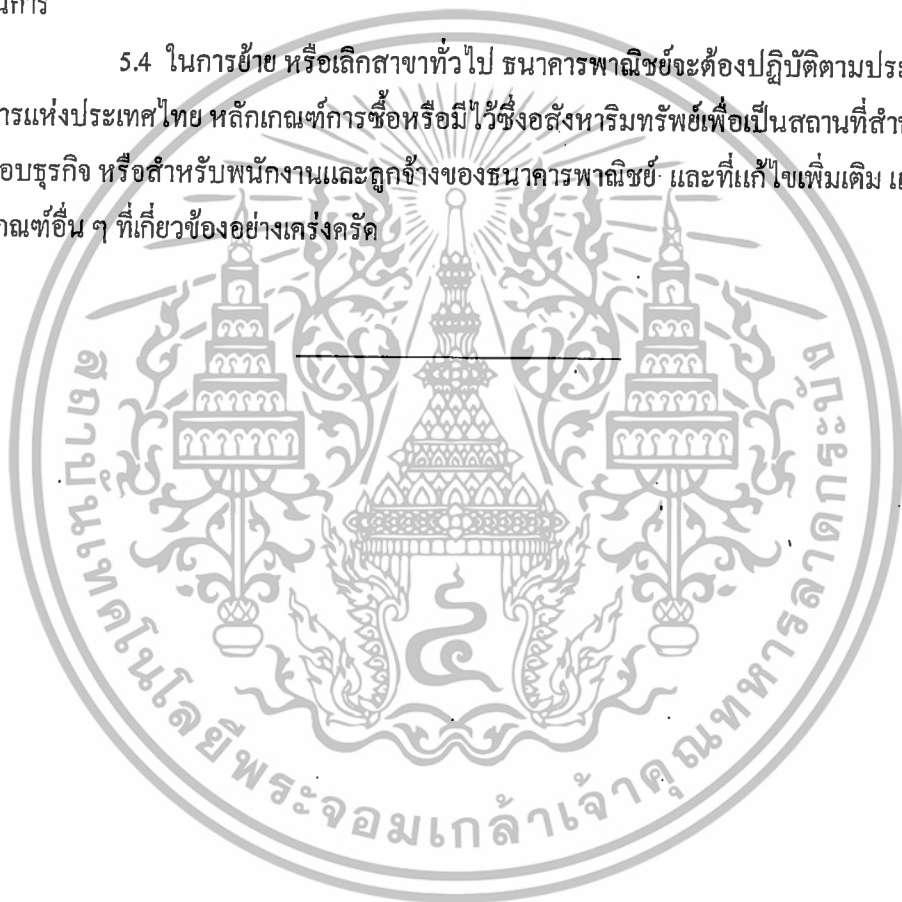 นการ
5.4 ในการย้าย หรือเลิกสาขาทั่วไป ธนาคารพาณิชย์จะต้องปฏิบัติตามประ
การแห่งประเทศไทย หลักเกณฑ์การซื้อหรือมีไว้ซึ่งอสังหาริมทรัพย์เพื่อเป็นสถานที่สำห
อบธุรกิจ หรือสำหรับพนักงานและลูกจ้างของธนาคารพาณิชย์ และที่แก้ไขเพิ่มเติม แ
กณฑ์อื่น ๆ ที่เกี่ยวข้องอย่างเคร่งครัด
สถาบันเทคโนโลยีพระจอมเกล้าเจ้าคุณทหารลาดกระบัง
๔